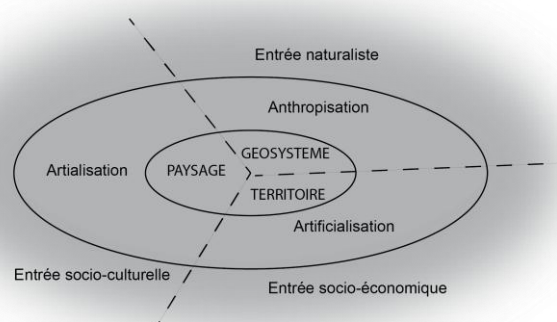 Entrée naturaliste
Anthropisation
GEOSYSTEME
Artialisation
PAYSAGE
TERRITOIRE
Artificialisation
Entrée socio-culturelle
Entrée socio-économique